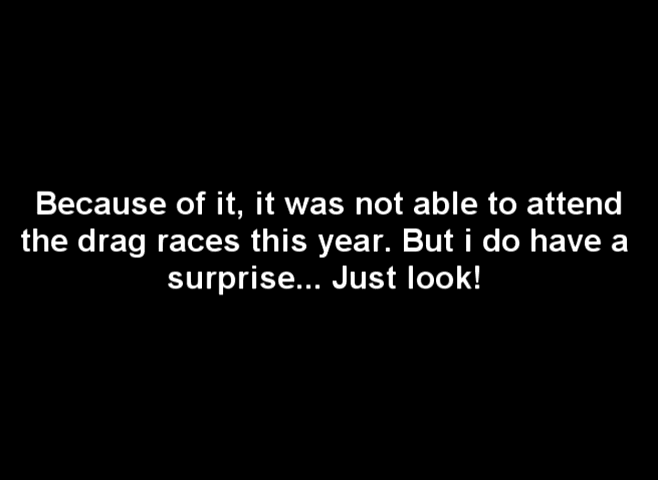 Because of it, it was not able to attend
the drag races this year. But i do have a
surprise... Just look!